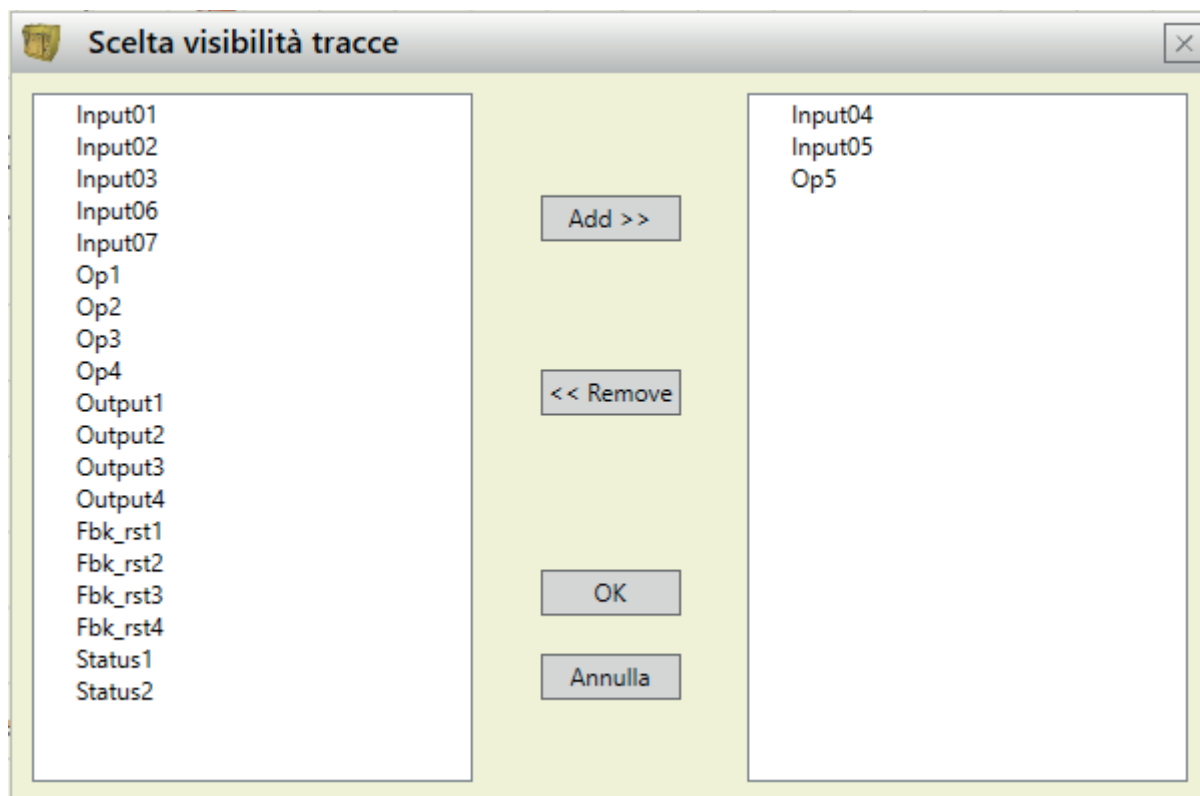 Scelta visibilità tracce
Input01
Input02
Input03
Input06
Input07
Op1
Op2
Op3
Op4
Output1
Output2
Output3
Output4
Fbk_rst1
Fbk_rst2
Fbk_rst3
Fbk_rst4
Status1
Status2
Add >>
<< Remove
OK
Annulla
Input04
Input05
Op5